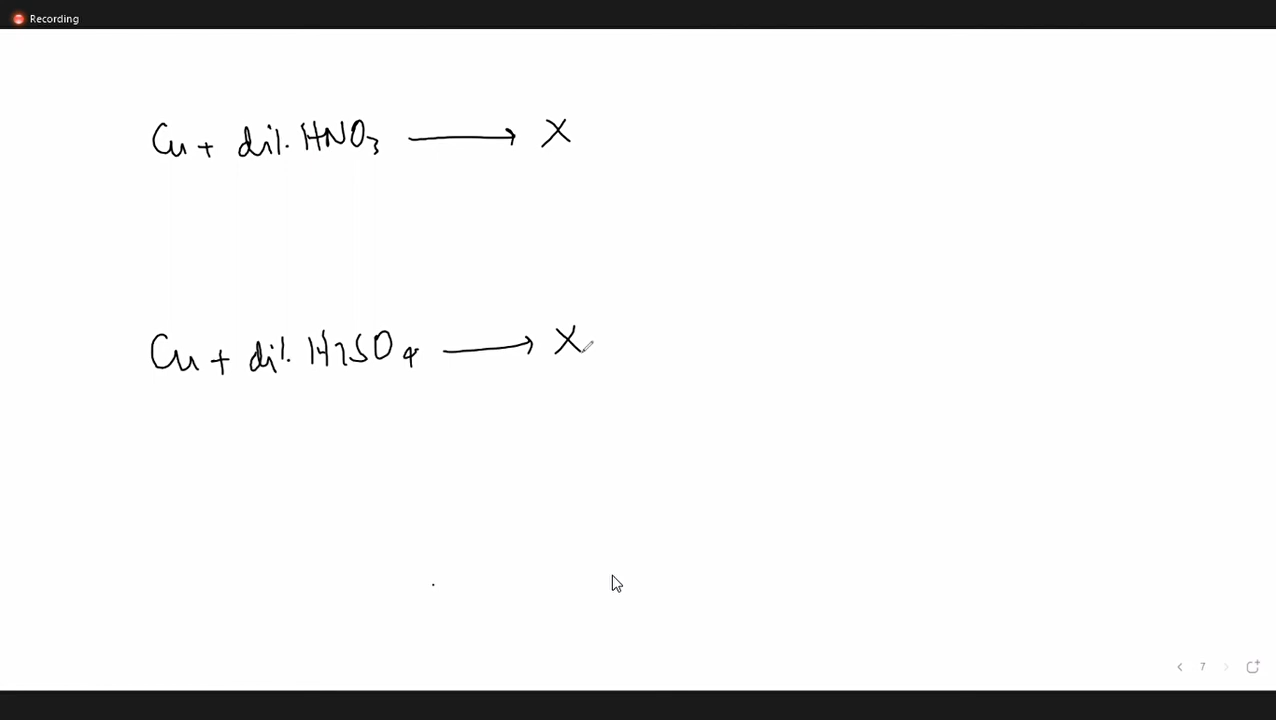 Recording
Cu + dil. HNO3 ⟶ X
Cu + dil. H2SO4 ⟶ X
7